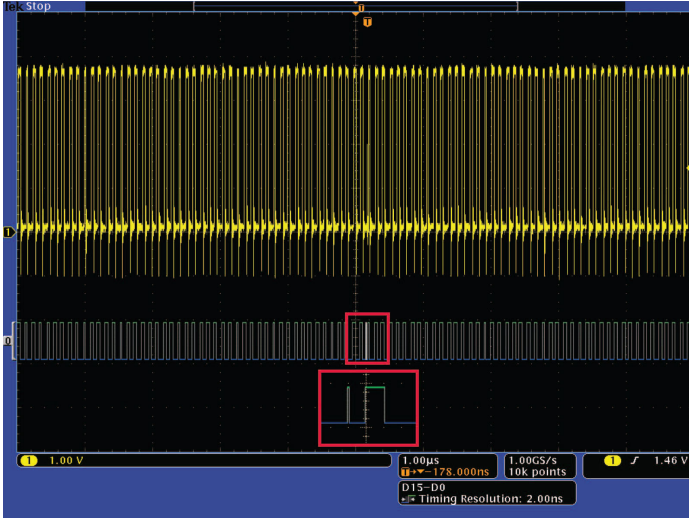 Tek Stop
T
T
1
0
1 1.00 V
1.00µs
T→▼−178.000ns
1.00GS/s
10k points
1 ∫ 1.46 V
D15−D0
Timing Resolution: 2.00ns